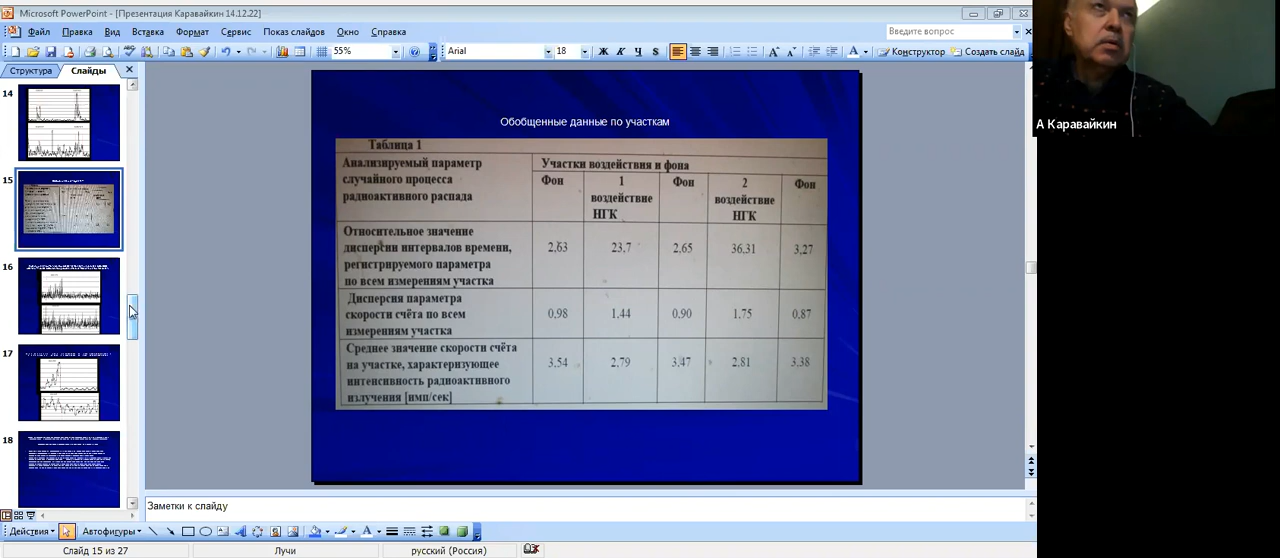 Microsoft PowerPoint - [Презентация Каравайкин 14.12.22]
Файл Правка Вид Вставка Формат Сервис Показ слайдов Окно Справка
Введите вопрос
55% Arial 18 Ж К Ч S Конструктор Создать слайд
Структура Слайды
14
15
16
17
18
Обобщенные данные по участкам
Таблица 1
Анализируемый параметр случайного процесса радиоактивного распада
Участки воздействия и фона
Фон
1 воздействие НГК
Фон
2 воздействие НГК
Фон
Относительное значение
дисперсии интервалов времени,
регистрируемого параметра
по всем измерениям участка
2,63 23,7 2,65 36,31 3,27
Дисперсия параметра
скорости счёта по всем
измерениям участка
0,98 1,44 0,90 1,75 0,87
Среднее значение скорости счёта
на участке, характеризующее
интенсивность радиоактивного
излучения [имп/сек]
3,54 2,79 3,47 2,81 3,38
Заметки к слайду
Действия Автофигуры
Слайд 15 из 27 Лучи русский (Россия)
А Каравайкин